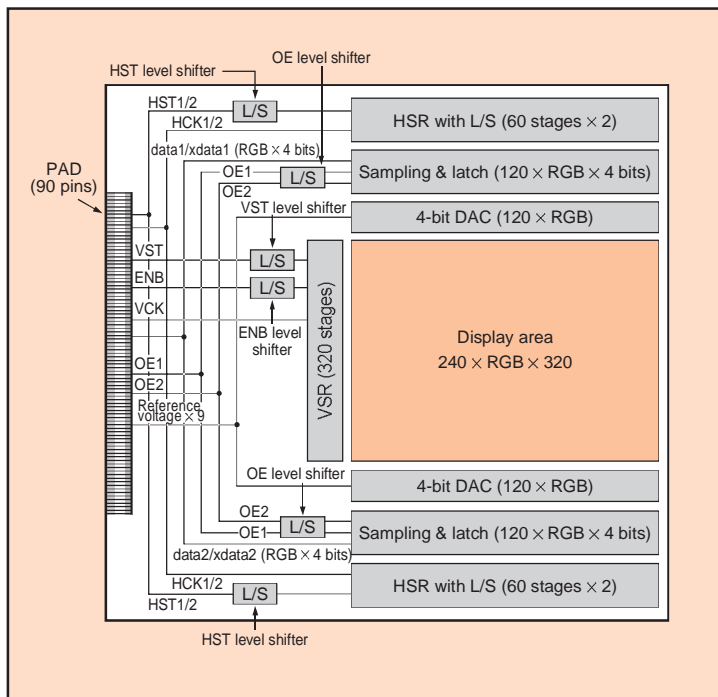 OE level shifter
HST level shifter
HST1/2
L/S
HCK1/2
HSR with L/S (60 stages × 2)
data1/xdata1 (RGB × 4 bits)
PAD
(90 pins)
OE1
OE2
L/S
Sampling & latch (120 × RGB × 4 bits)
VST level shifter
4-bit DAC (120 × RGB)
VST
L/S
ENB
L/S
VCK
ENB level
shifter
VSR (320 stages)
Display area
240 × RGB × 320
OE1
OE2
Reference
voltage × 9
OE level shifter
4-bit DAC (120 × RGB)
OE2
OE1
L/S
Sampling & latch (120 × RGB × 4 bits)
data2/xdata2 (RGB × 4 bits)
HCK1/2
HST1/2
L/S
HSR with L/S (60 stages × 2)
HST level shifter